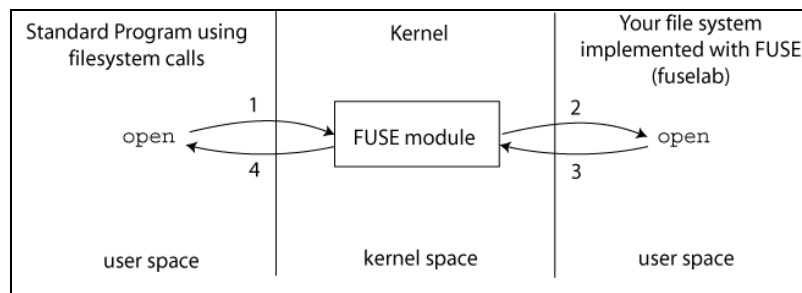 Standard Program using
filesystem calls
Kernel
Your file system
implemented with FUSE
(fuselab)
1
2
open
FUSE module
open
4
3
user space
kernel space
user space